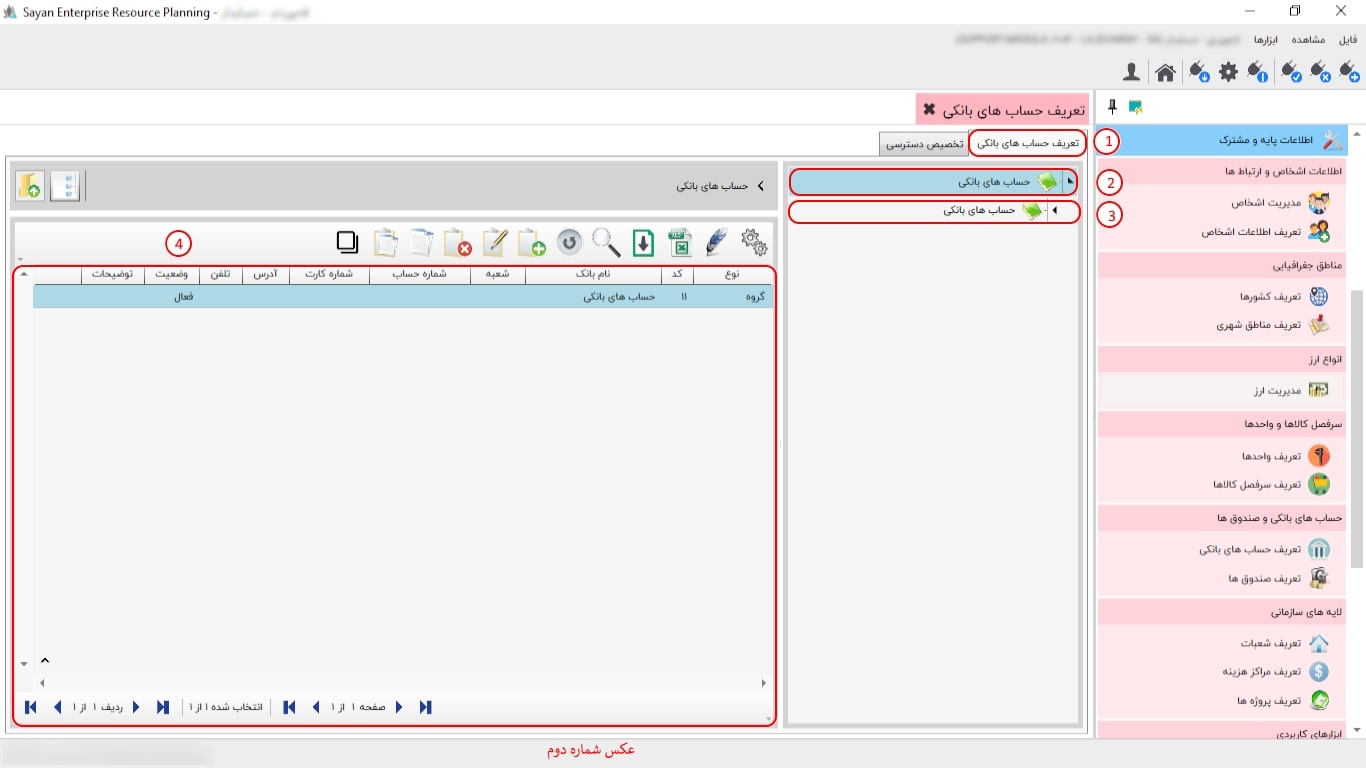 Sayan Enterprise Resource Planning -
فایل مشاهده ابزارها
تعریف حساب های بانکی
تعریف حساب های بانکی
تخصیص دسترسی
1
2
3
4
حساب های بانکی
حساب های بانکی
حساب های بانکی
نوع کد نام بانک شعبه شماره حساب شماره کارت آدرس تلفن وضعیت توضیحات
گروه ۱۱ حساب های بانکی فعال
صفحه ۱ از ۱
انتخاب شده ۱ از ۱
ردیف ۱ از ۱
اطلاعات پایه و مشترک
اطلاعات اشخاص و ارتباط ها
مدیریت اشخاص
تعریف اطلاعات اشخاص
مناطق جغرافیایی
تعریف کشورها
تعریف مناطق شهری
انواع ارز
مدیریت ارز
سرفصل کالاها و واحدها
تعریف واحدها
تعریف سرفصل کالاها
حساب های بانکی و صندوق ها
تعریف حساب های بانکی
تعریف صندوق ها
لایه های سازمانی
تعریف شعبات
تعریف مراکز هزینه
تعریف پروژه ها
ابزارهای کاربردی
عکس شماره دوم